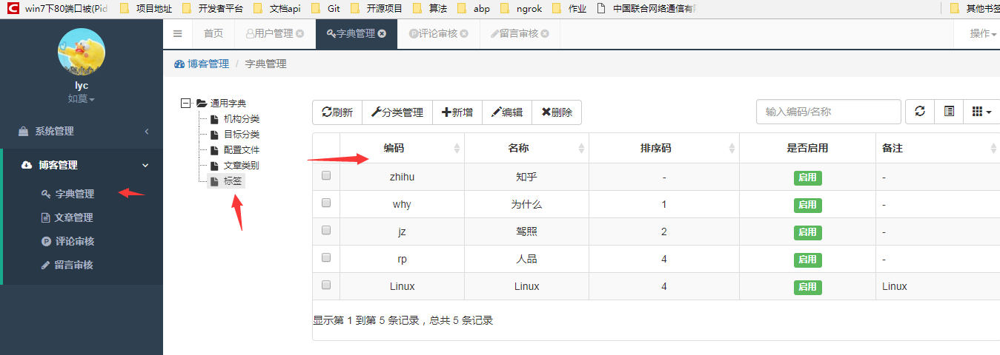 win7下80端口被(Pid 项目地址 开发者平台 文档api Git 开源项目 算法 abp ngrok 作业 中国联合网络通信有 其他书签
首页 用户管理 字典管理 评论审核 留言审核 操作
博客管理 / 字典管理
lyc
如莫
系统管理
博客管理
字典管理
文章管理
评论审核
留言审核
通用字典
机构分类
目标分类
配置文件
文章类别
标签
刷新 分类管理 新增 编辑 删除 输入编码/名称
编码 名称 排序码 是否启用 备注
zhihu 知乎 - 启用 -
why 为什么 1 启用 -
jz 驾照 2 启用 -
rp 人品 4 启用 -
Linux Linux 4 启用 Linux
显示第 1 到第 5 条记录，总共 5 条记录